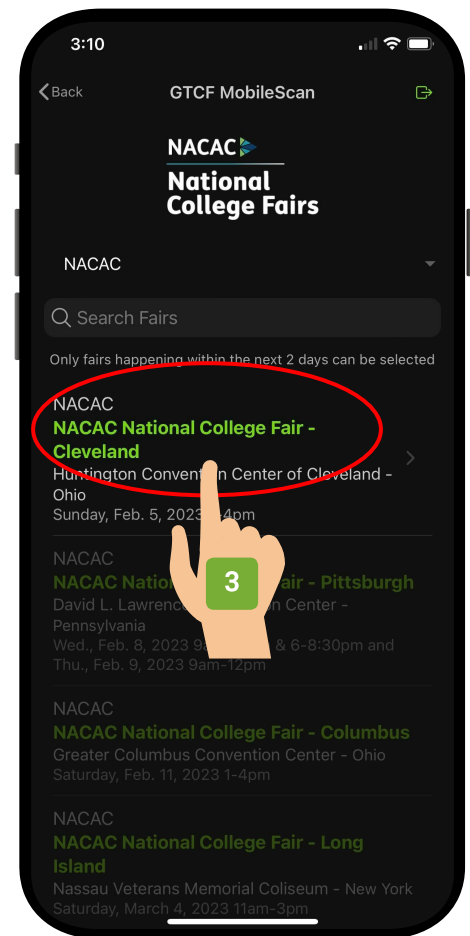 3:10
Back
GTCF MobileScan
NACAC
National
College Fairs
NACAC
Search Fairs
Only fairs happening within the next 2 days can be selected
NACAC
NACAC National College Fair -
Cleveland
Huntington Convention Center of Cleveland -
Ohio
Sunday, Feb. 5, 2023 -4pm
NACAC
NACAC National Fair - Pittsburgh
David L. Lawrence Center -
Pennsylvania
Wed., Feb. 8, 2023 & 6-8:30pm and
Thu., Feb. 9, 2023 9am-12pm
3
NACAC
NACAC National College Fair - Columbus
Greater Columbus Convention Center - Ohio
Saturday, Feb. 11, 2023 1-4pm
NACAC
NACAC National College Fair - Long
Island
Nassau Veterans Memorial Coliseum - New York
Saturday, March 4, 2023 11am-3pm